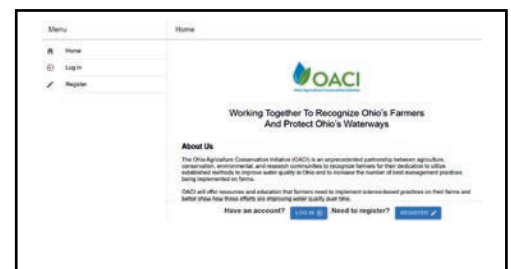 Menu
Home
Home
Log in
Register
OACI
Ohio Agriculture Conservation Initiative
Working Together To Recognize Ohio's Farmers
And Protect Ohio's Waterways
About Us
The Ohio Agriculture Conservation Initiative (OACI) is an unprecedented partnership between agriculture,
conservation, environmental, and research communities to recognize farmers for their dedication to utilize
established methods to improve water quality in Ohio and to increase the number of best management practices
being implemented on farms.
OACI will offer resources and education that farmers need to implement science-based practices on their farms and
better show how those efforts are improving water quality over time.
Have an account? LOG IN Need to register? REGISTER